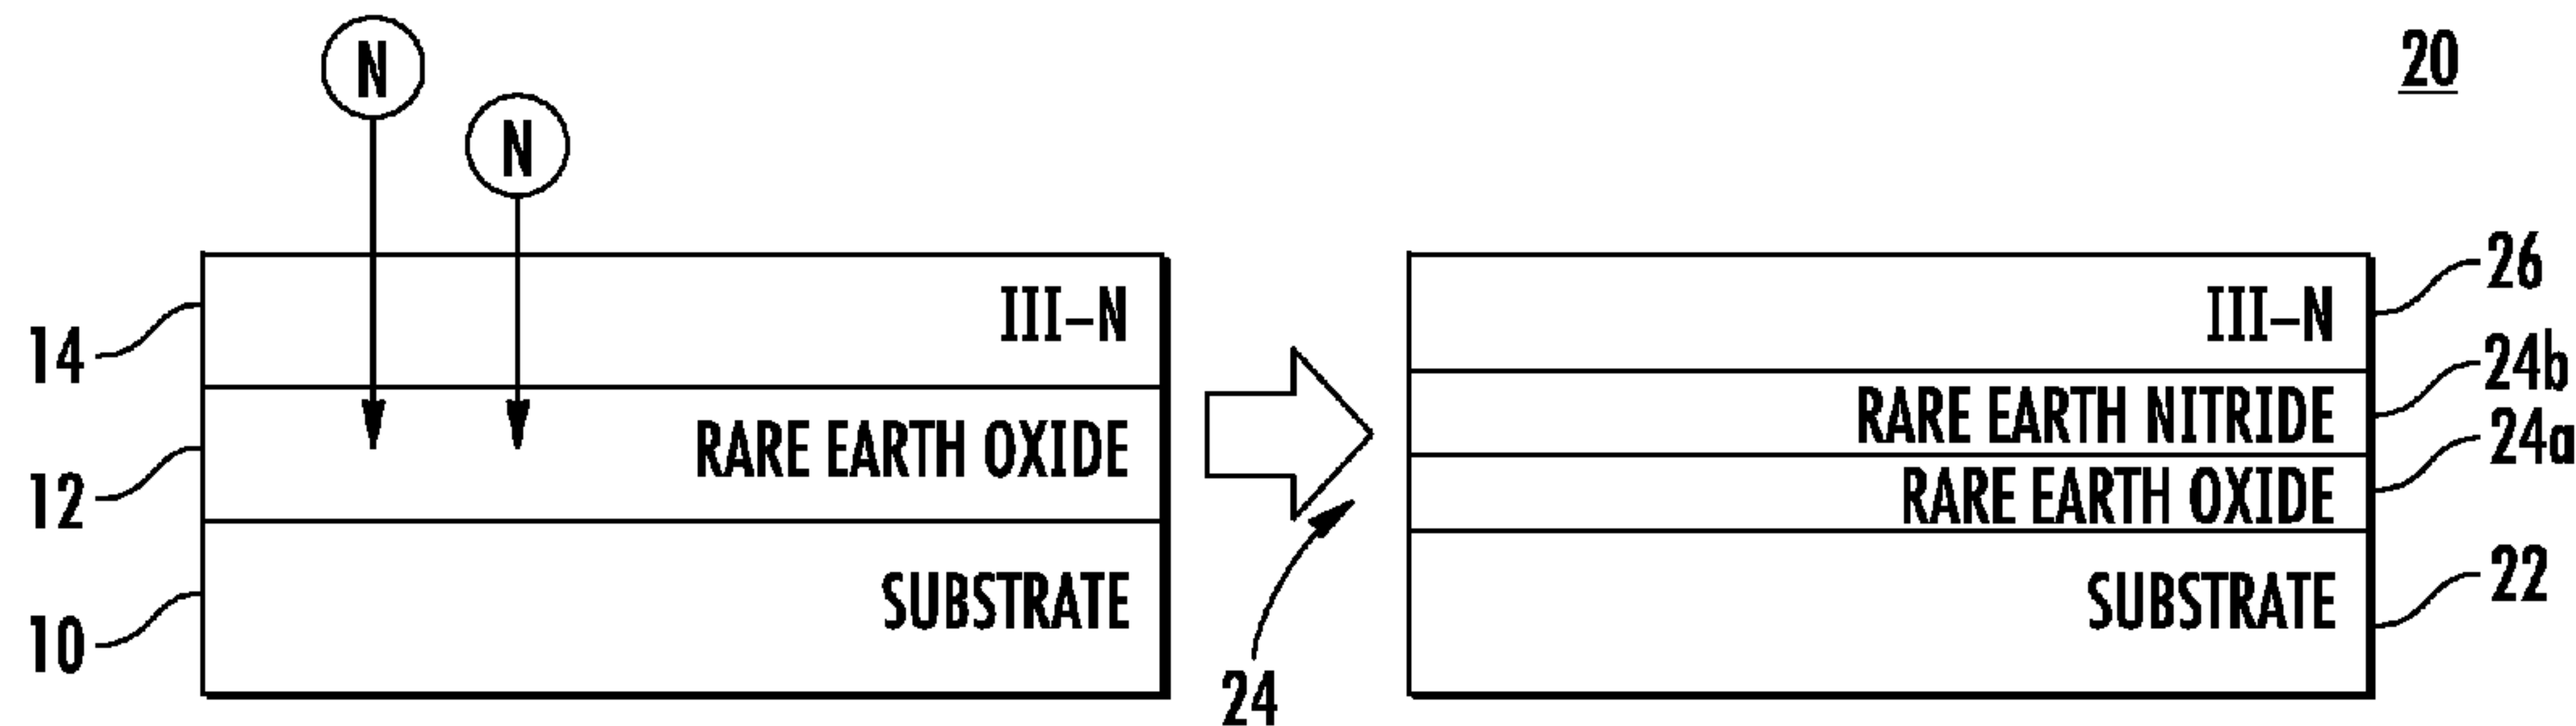 20
N
N
III–N
14
RARE EARTH OXIDE
12
SUBSTRATE
10
24
III–N
26
RARE EARTH NITRIDE
24b
RARE EARTH OXIDE
24a
SUBSTRATE
22